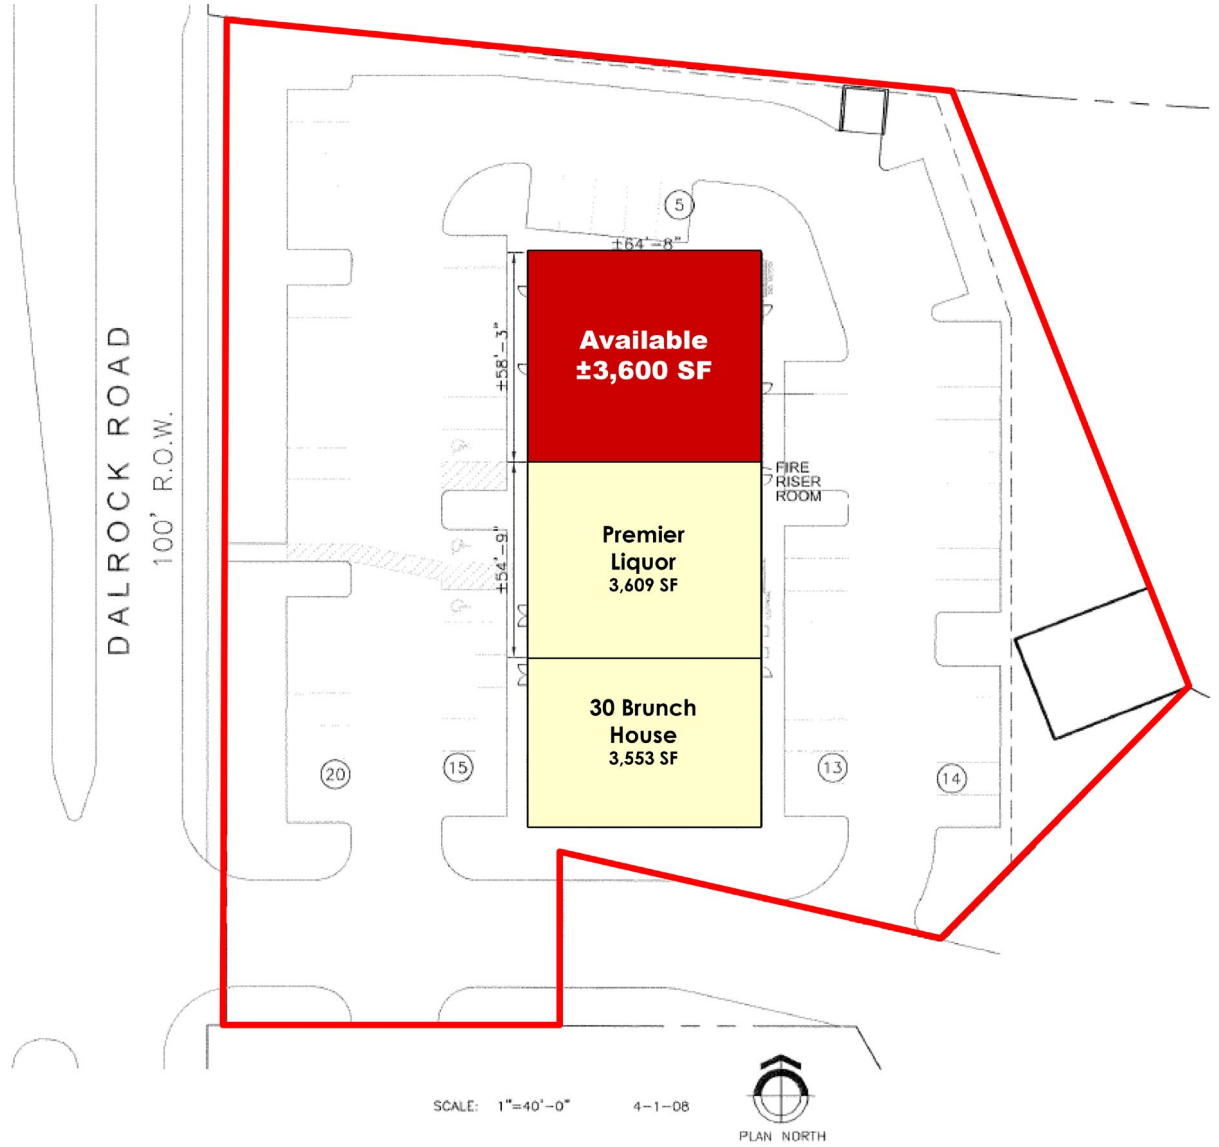 5
±64'-8"
±58'-3"
Available
±3,600 SF
DALROCK ROAD
100' R.O.W.
FIRE
RISER
ROOM
±54'-9"
Premier
Liquor
3,609 SF
30 Brunch
House
3,553 SF
20
15
13
14
SCALE: 1"=40'-0"
4-1-08
PLAN NORTH